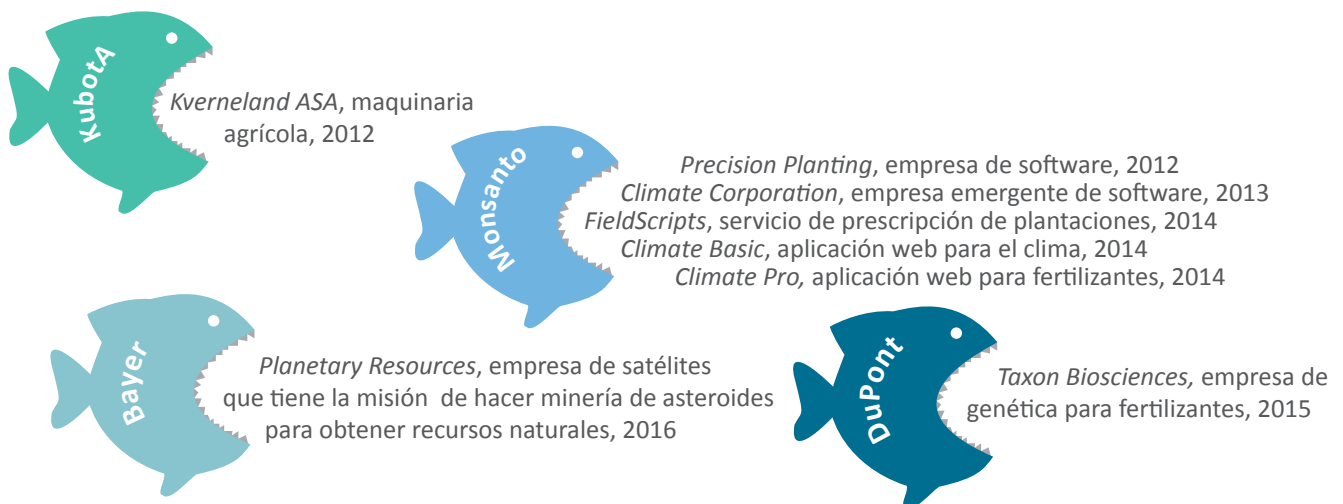 KubotA
Kverneland ASA, maquinaria
agrícola, 2012
Monsanto
Precision Planting, empresa de software, 2012
Climate Corporation, empresa emergente de software, 2013
FieldScripts, servicio de prescripción de plantaciones, 2014
Climate Basic, aplicación web para el clima, 2014
Climate Pro, aplicación web para fertilizantes, 2014
Bayer
Planetary Resources, empresa de satélites
que tiene la misión de hacer minería de asteroides
para obtener recursos naturales, 2016
DuPont
Taxon Biosciences, empresa de
genética para fertilizantes, 2015